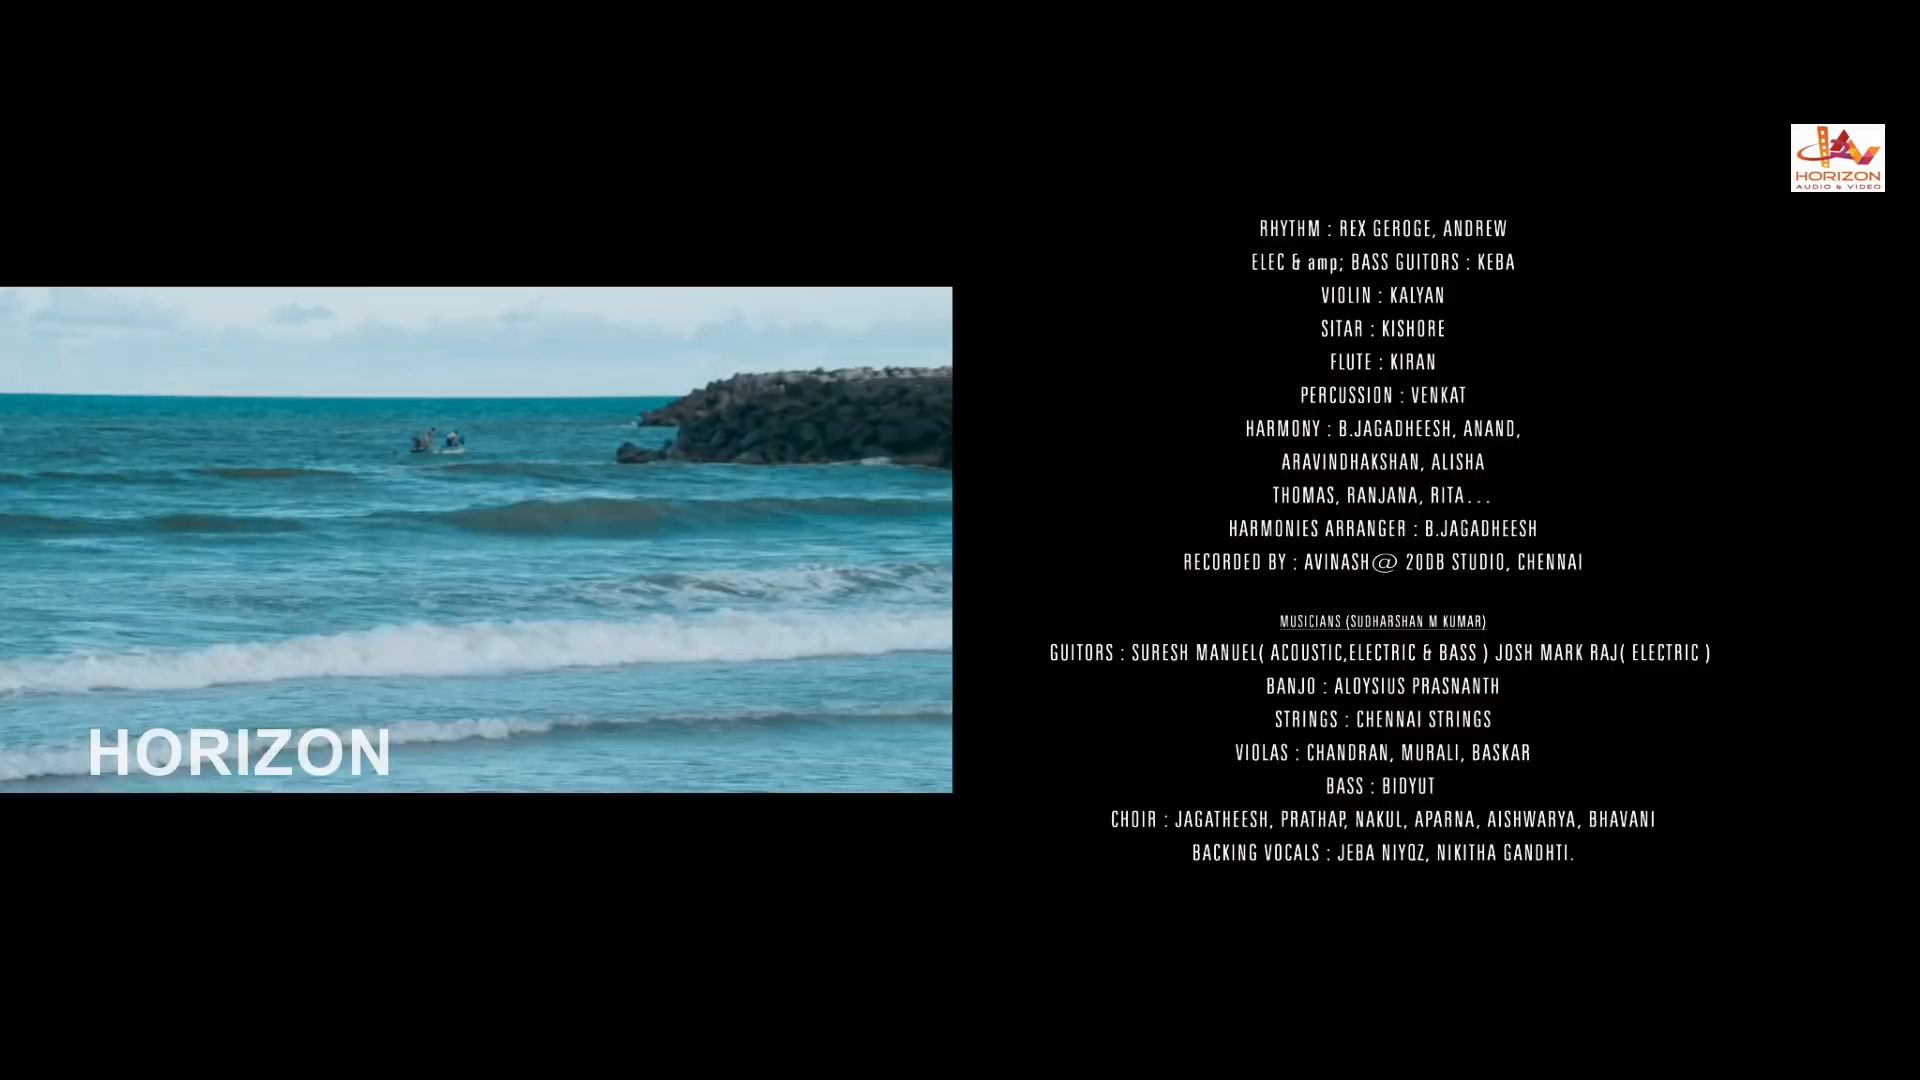 HORIZON
AUDIO & VIDEO
RHYTHM : REX GEROGE, ANDREW
ELEC & amp; BASS GUITORS : KEBA
VIOLIN : KALYAN
SITAR : KISHORE
FLUTE : KIRAN
PERCUSSION : VENKAT
HARMONY : B.JAGADHEESH, ANAND,
ARAVINDHAKSHAN, ALISHA
THOMAS, RANJANA, RITA...
HARMONIES ARRANGER : B.JAGADHEESH
RECORDED BY : AVINASH@ 20DB STUDIO, CHENNAI
MUSICIANS (SUDHARSHAN M KUMAR)
GUITORS : SURESH MANUEL( ACOUSTIC,ELECTRIC & BASS ) JOSH MARK RAJ( ELECTRIC )
BANJO : ALOYSIUS PRASNANTH
STRINGS : CHENNAI STRINGS
VIOLAS : CHANDRAN, MURALI, BASKAR
BASS : BIDYUT
CHOIR : JAGATHEESH, PRATHAP, NAKUL, APARNA, AISHWARYA, BHAVANI
BACKING VOCALS : JEBA NIYQZ, NIKITHA GANDHTI.
HORIZON